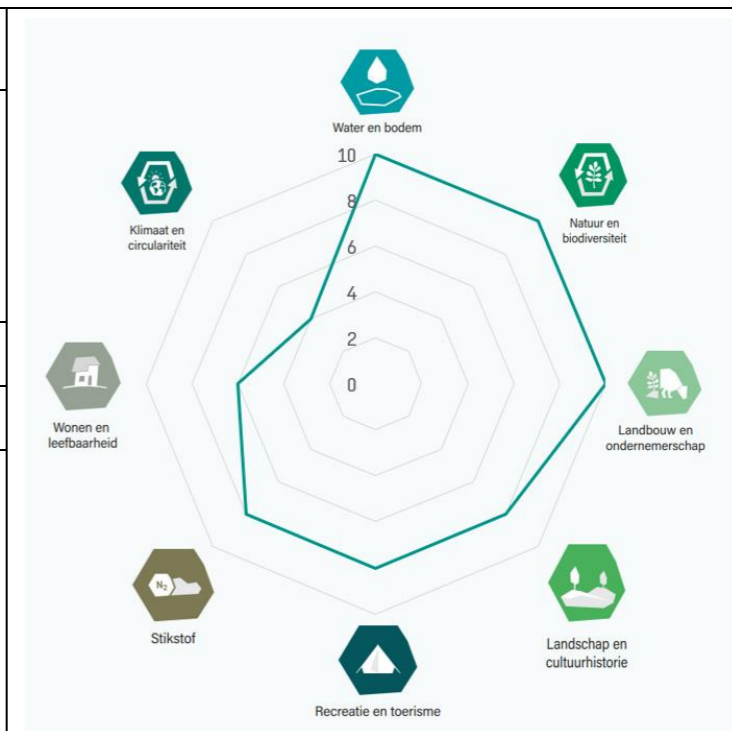 Water en bodem
10
8
6
4
2
0
Natuur en
biodiversiteit
Landbouw en
ondernemerschap
Landschap en
cultuurhistorie
Recreatie en toerisme
N2
Stikstof
Wonen en
leefbaarheid
Klimaat en
circulariteit